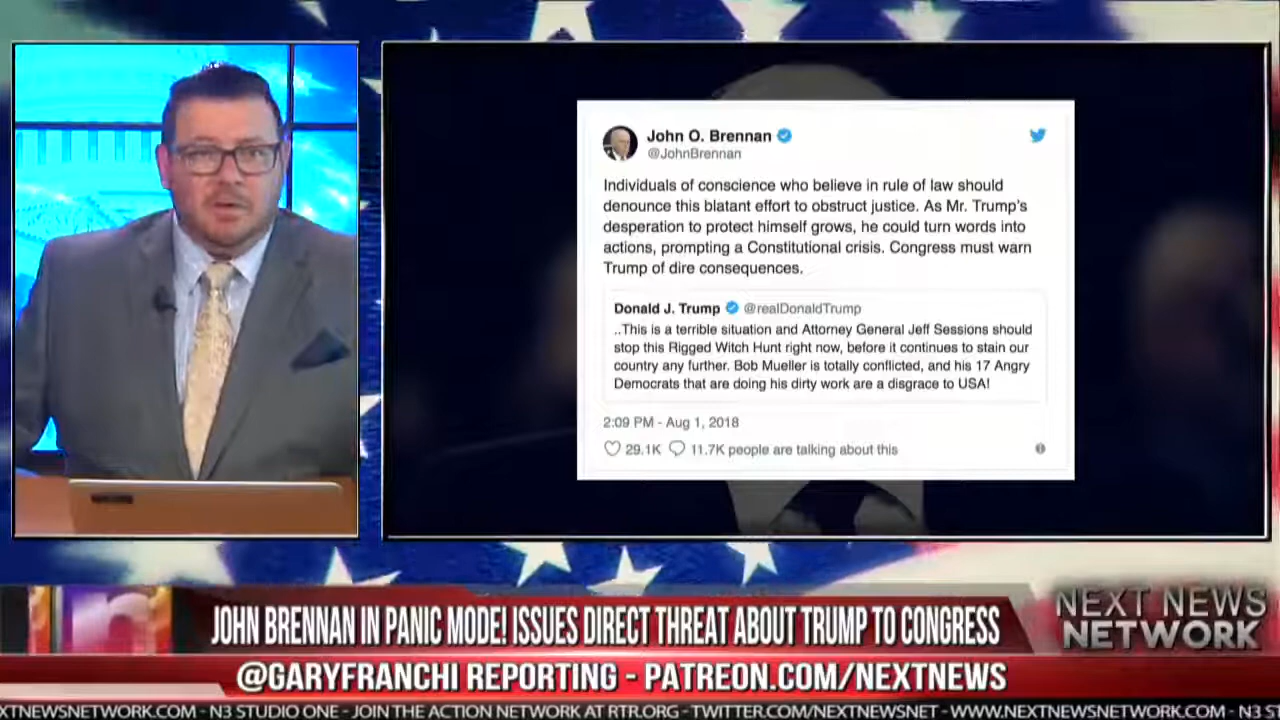 John O. Brennan
@JohnBrennan
Individuals of conscience who believe in rule of law should
denounce this blatant effort to obstruct justice. As Mr. Trump's
desperation to protect himself grows, he could turn words into
actions, prompting a Constitutional crisis. Congress must warn
Trump of dire consequences.
Donald J. Trump @realDonaldTrump
..This is a terrible situation and Attorney General Jeff Sessions should
stop this Rigged Witch Hunt right now, before it continues to stain our
country any further. Bob Mueller is totally conflicted, and his 17 Angry
Democrats that are doing his dirty work are a disgrace to USA!
2:09 PM - Aug 1, 2018
29.1K 11.7K people are talking about this
JOHN BRENNAN IN PANIC MODE! ISSUES DIRECT THREAT ABOUT TRUMP TO CONGRESS
NEXT NEWS
NETWORK
@GARYFRANCHI REPORTING - PATREON.COM/NEXTNEWS
XTNEWSNETWORK.COM - N3 STUDIO ONE - JOIN THE ACTION NETWORK AT RTR.ORG - TWITTER.COM/NEXTNEWSNET - WWW.NEXTNEWSNETWORK.COM - N3 S